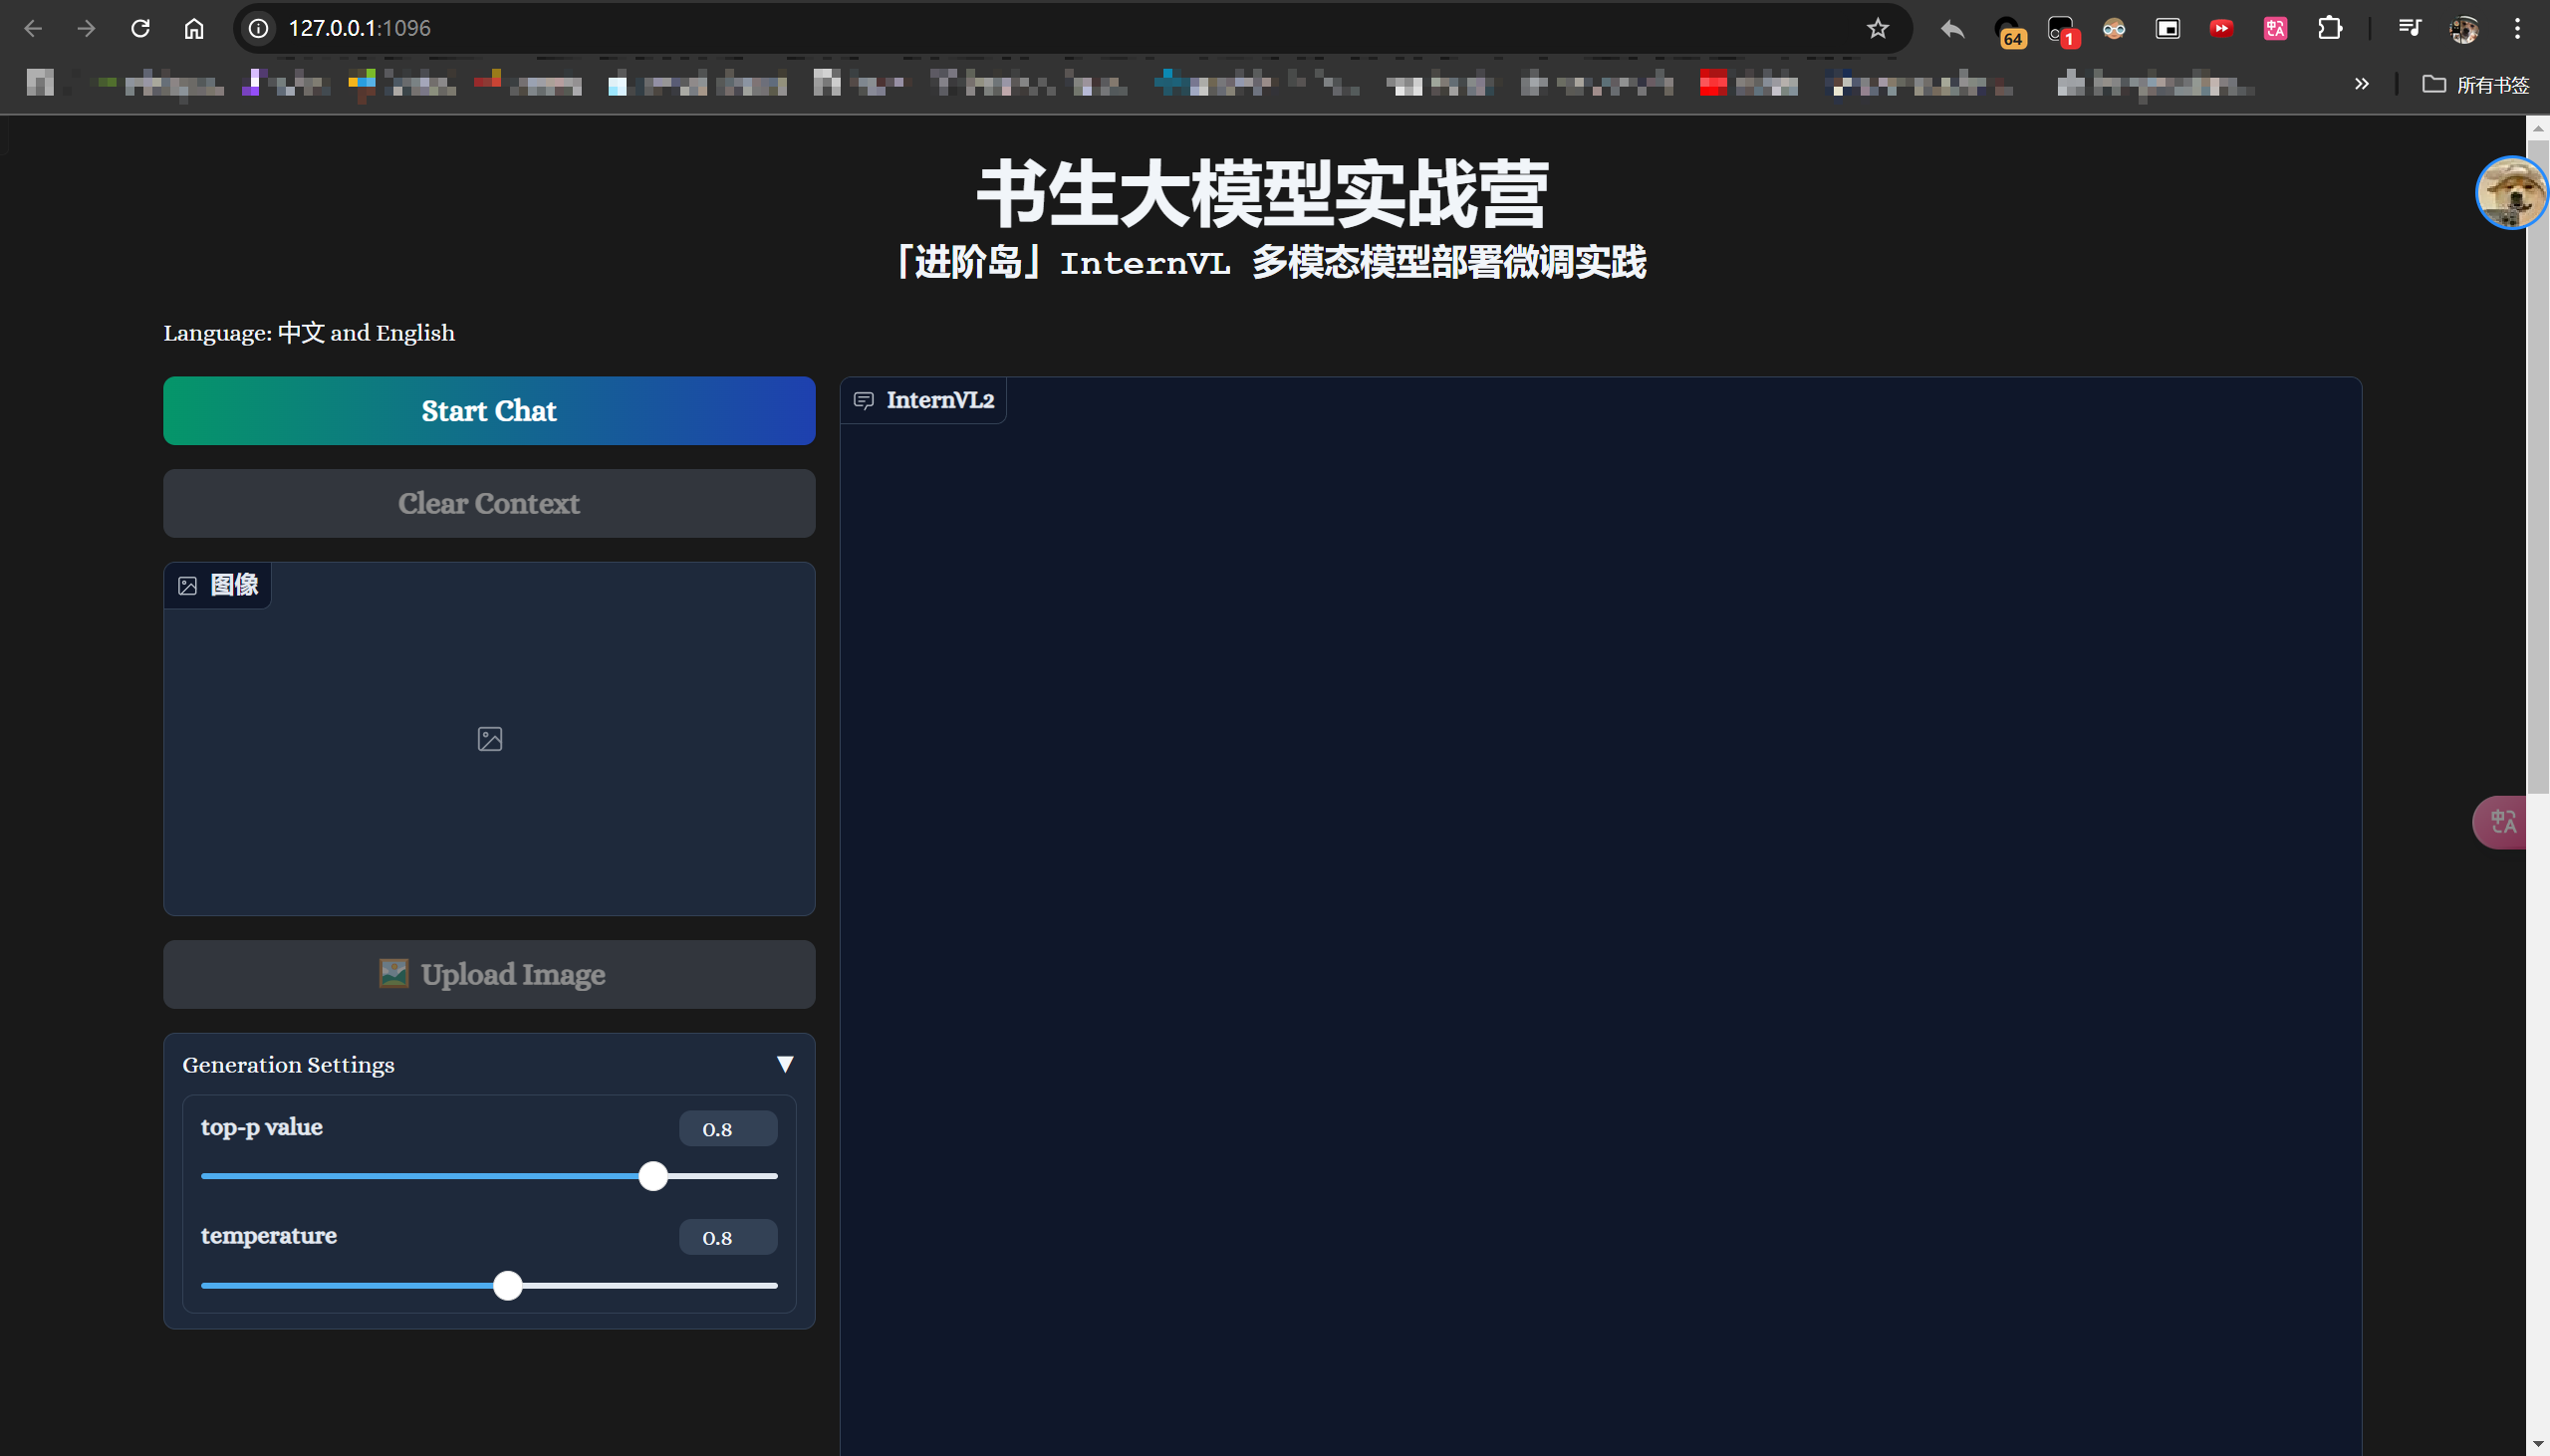 127.0.0.1:1096
64
1
所有书签
书生大模型实战营
「进阶岛」InternVL 多模态模型部署微调实践
Language: 中文 and English
Start Chat
Clear Context
图像
Upload Image
Generation Settings
top-p value
0.8
temperature
0.8
InternVL2